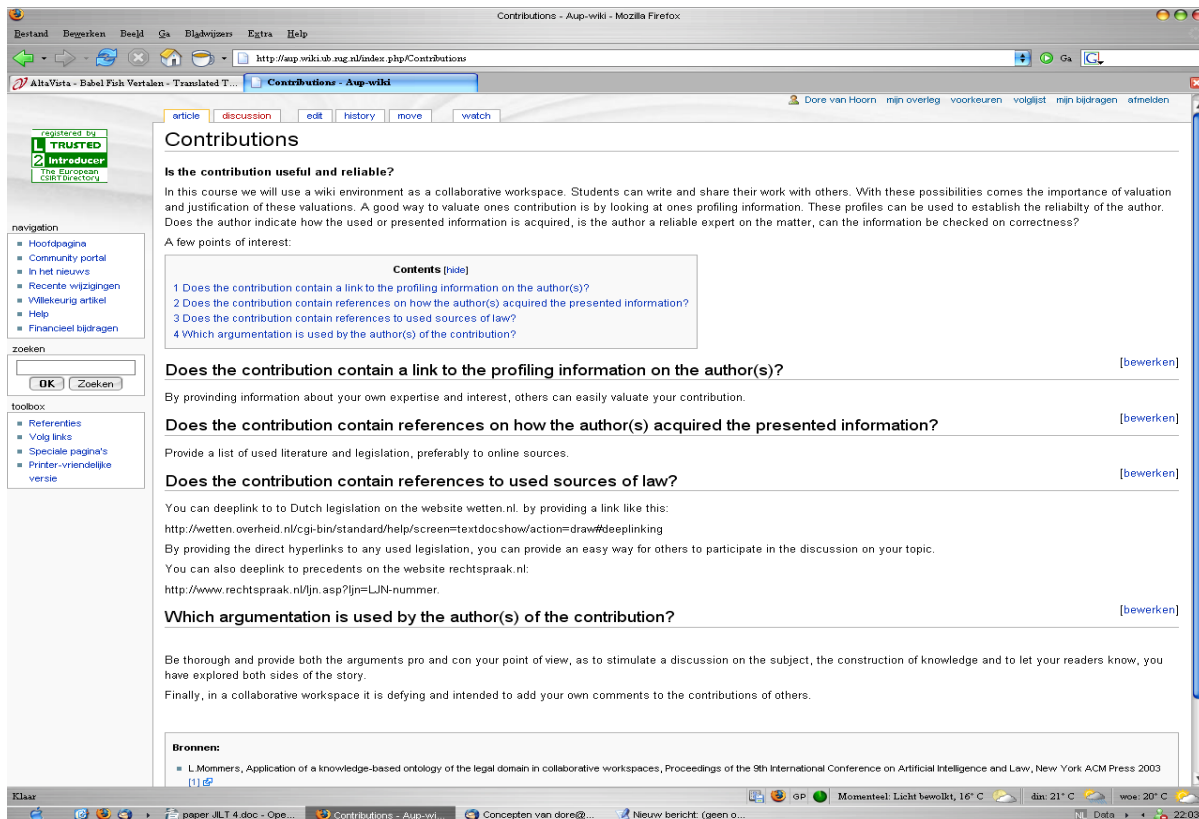 Contributions - Aup-wiki - Mozilla Firefox
Bestand Bewerken Beeld Ga Bladwijzers Extra Help
http://aup.wiki.ub.rug.nl/index.php/Contributions
Ga
AltaVista - Babel Fish Vertalen - Translated T...
Contributions - Aup-wiki
Dore van Hoorn mijn overleg voorkeuren volglijst mijn bijdragen afmelden
article discussion edit history move watch
registered by
TRUSTED
2 Introducer
The European
CSIRT Directory
navigation
Hoofdpagina
Community portal
In het nieuws
Recente wijzigingen
Willekeurig artikel
Help
Financieel bijdragen
zoeken
OK Zoeken
toolbox
Referenties
Volg links
Speciale pagina's
Printer-vriendelijke
versie
Contributions
Is the contribution useful and reliable?
In this course we will use a wiki environment as a collaborative workspace. Students can write and share their work with others. With these possibilities comes the importance of valuation
and justification of these valuations. A good way to valuate ones contribution is by looking at ones profiling information. These profiles can be used to establish the reliabilty of the author.
Does the author indicate how the used or presented information is acquired, is the author a reliable expert on the matter, can the information be checked on correctness?
A few points of interest:
Contents [hide]
1 Does the contribution contain a link to the profiling information on the author(s)?
2 Does the contribution contain references on how the author(s) acquired the presented information?
3 Does the contribution contain references to used sources of law?
4 Which argumentation is used by the author(s) of the contribution?
[bewerken]
Does the contribution contain a link to the profiling information on the author(s)?
By provinding information about your own expertise and interest, others can easily valuate your contribution.
[bewerken]
Does the contribution contain references on how the author(s) acquired the presented information?
Provide a list of used literature and legislation, preferably to online sources.
[bewerken]
Does the contribution contain references to used sources of law?
You can deeplink to to Dutch legislation on the website wetten.nl. by providing a link like this:
http://wetten.overheid.nl/cgi-bin/standard/help/screen=textdocshow/action=draw#deeplinking
By providing the direct hyperlinks to any used legislation, you can provide an easy way for others to participate in the discussion on your topic.
You can also deeplink to precedents on the website rechtspraak.nl:
http://www.rechtspraak.nl/ljn.asp?ljn=LJN-nummer.
[bewerken]
Which argumentation is used by the author(s) of the contribution?
Be thorough and provide both the arguments pro and con your point of view, as to stimulate a discussion on the subject, the construction of knowledge and to let your readers know, you
have explored both sides of the story.
Finally, in a collaborative workspace it is defying and intended to add your own comments to the contributions of others.
Bronnen:
L.Mommers, Application of a knowledge-based ontology of the legal domain in collaborative workspaces, Proceedings of the 9th International Conference on Artificial Intelligence and Law, New York ACM Press 2003
[1]
Klaar
GP Momenteel: Licht bewolkt, 16° C din: 21° C woe: 20° C
paper JILT 4.doc - Ope... Contributions - Aup-wi... Concepten van dore@... Nieuw bericht: (geen o...
NL Data 22:03